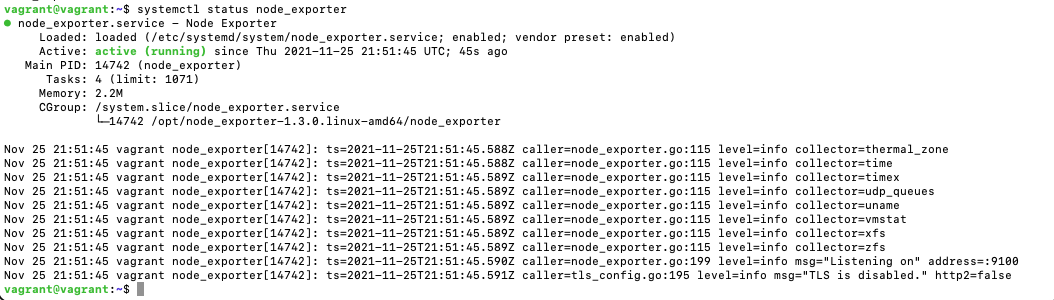 vagrant@vagrant:~$ systemctl status node_exporter
● node_exporter.service - Node Exporter
     Loaded: loaded (/etc/systemd/system/node_exporter.service; enabled; vendor preset: enabled)
     Active: active (running) since Thu 2021-11-25 21:51:45 UTC; 45s ago
   Main PID: 14742 (node_exporter)
      Tasks: 4 (limit: 1071)
     Memory: 2.2M
     CGroup: /system.slice/node_exporter.service
             └─14742 /opt/node_exporter-1.3.0.linux-amd64/node_exporter

Nov 25 21:51:45 vagrant node_exporter[14742]: ts=2021-11-25T21:51:45.588Z caller=node_exporter.go:115 level=info collector=thermal_zone
Nov 25 21:51:45 vagrant node_exporter[14742]: ts=2021-11-25T21:51:45.588Z caller=node_exporter.go:115 level=info collector=time
Nov 25 21:51:45 vagrant node_exporter[14742]: ts=2021-11-25T21:51:45.589Z caller=node_exporter.go:115 level=info collector=timex
Nov 25 21:51:45 vagrant node_exporter[14742]: ts=2021-11-25T21:51:45.589Z caller=node_exporter.go:115 level=info collector=udp_queues
Nov 25 21:51:45 vagrant node_exporter[14742]: ts=2021-11-25T21:51:45.589Z caller=node_exporter.go:115 level=info collector=uname
Nov 25 21:51:45 vagrant node_exporter[14742]: ts=2021-11-25T21:51:45.589Z caller=node_exporter.go:115 level=info collector=vmstat
Nov 25 21:51:45 vagrant node_exporter[14742]: ts=2021-11-25T21:51:45.589Z caller=node_exporter.go:115 level=info collector=xfs
Nov 25 21:51:45 vagrant node_exporter[14742]: ts=2021-11-25T21:51:45.589Z caller=node_exporter.go:115 level=info collector=zfs
Nov 25 21:51:45 vagrant node_exporter[14742]: ts=2021-11-25T21:51:45.590Z caller=node_exporter.go:199 level=info msg="Listening on" address=:9100
Nov 25 21:51:45 vagrant node_exporter[14742]: ts=2021-11-25T21:51:45.591Z caller=tls_config.go:195 level=info msg="TLS is disabled." http2=false
vagrant@vagrant:~$